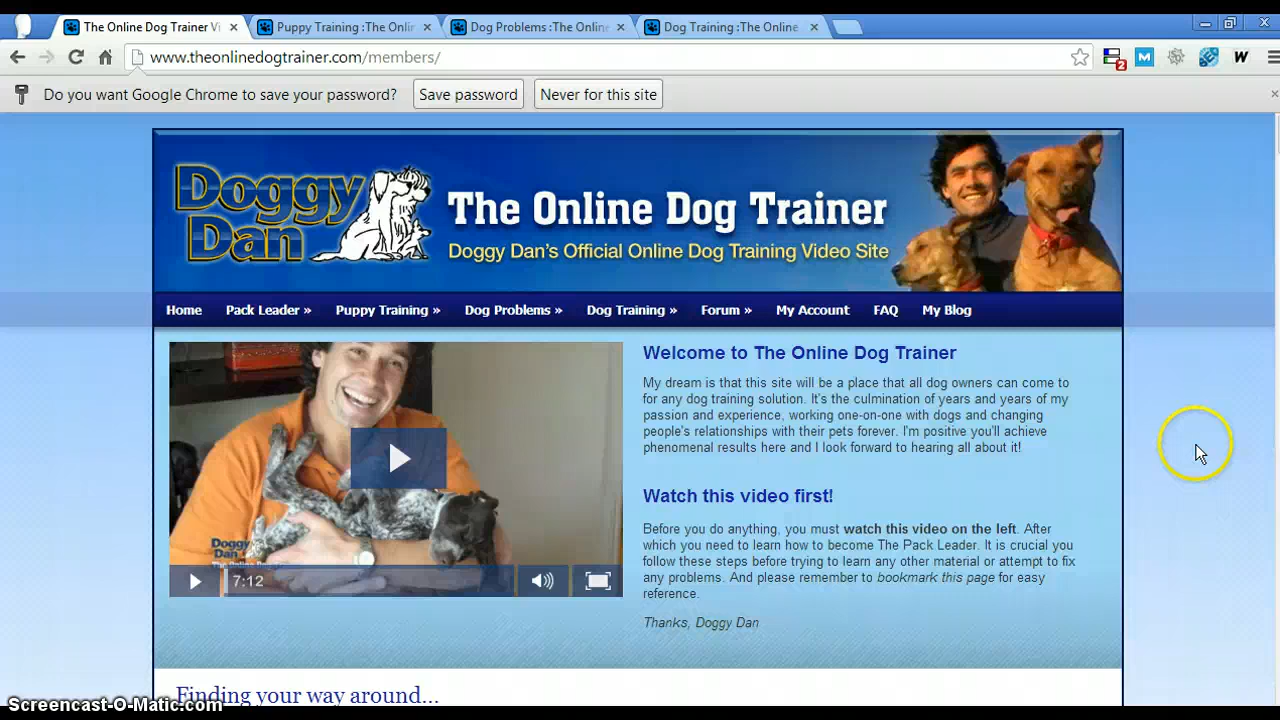 The Online Dog Trainer Vi
Puppy Training :The Onlin
Dog Problems :The Online
Dog Training :The Online
www.theonlinedogtrainer.com/members/
2
M
W
Do you want Google Chrome to save your password?
Save password
Never for this site
Doggy
Dan
The Online Dog Trainer
Doggy Dan's Official Online Dog Training Video Site
Home
Pack Leader »
Puppy Training »
Dog Problems »
Dog Training »
Forum »
My Account
FAQ
My Blog
Doggy
Dan
7:12
Welcome to The Online Dog Trainer
My dream is that this site will be a place that all dog owners can come to
for any dog training solution. It's the culmination of years and years of my
passion and experience, working one-on-one with dogs and changing
people's relationships with their pets forever. I'm positive you'll achieve
phenomenal results here and I look forward to hearing all about it!
Watch this video first!
Before you do anything, you must watch this video on the left. After
which you need to learn how to become The Pack Leader. It is crucial you
follow these steps before trying to learn any other material or attempt to fix
any problems. And please remember to bookmark this page for easy
reference.
Thanks, Doggy Dan
Finding your way around...
Screencast-O-Matic.com